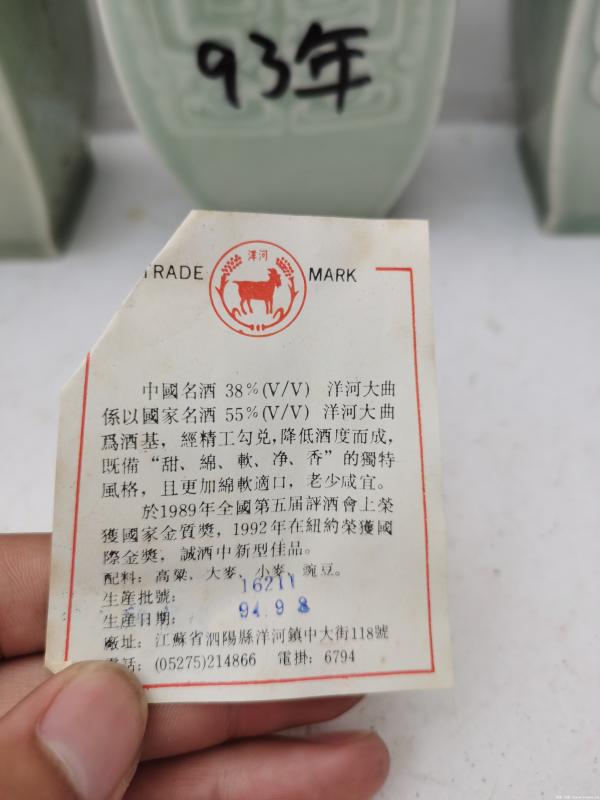 93年
TRADE
洋河
MARK
中國名酒 38%(V/V) 洋河大曲
係以國家名酒 55%(V/V) 洋河大曲
爲酒基，經精工勾兑，降低酒度而成，
既備“甜、綿、軟、净、香”的獨特
風格，且更加綿軟適口，老少咸宜。
於1989年全國第五届評酒會上榮
獲國家金質獎，1992年在紐約榮獲國
際金獎，誠酒中新型佳品。
配料：高粱、大麥、小麥、豌豆。
生産批號： 16211
生産日期： 94.9 8
廠址：江蘇省泗陽縣洋河鎮中大街118號
電話：(05275)214866 電掛：6794